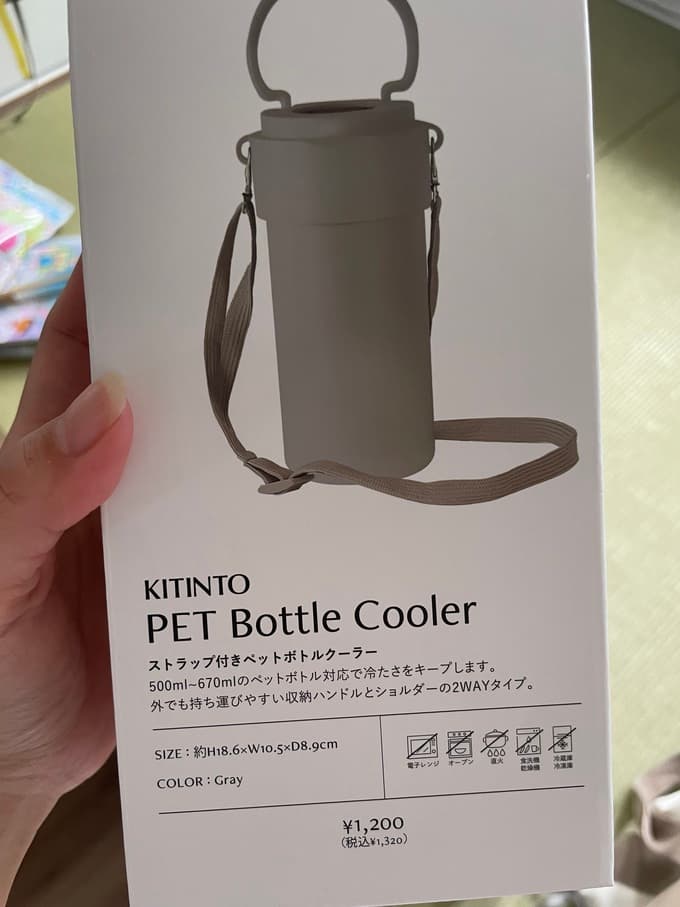 KITINTO
PET Bottle Cooler
ストラップ付きペットボトルクーラー
500ml~670mlのペットボトル対応で冷たさをキープします。
外でも持ち運びやすい収納ハンドルとショルダーの2WAYタイプ。
SIZE：約H18.6×W10.5×D8.9cm
COLOR：Gray
電子レンジ
オーブン
直火
食洗機
乾燥機
冷蔵庫
冷凍庫
¥1,200
(税込¥1,320)